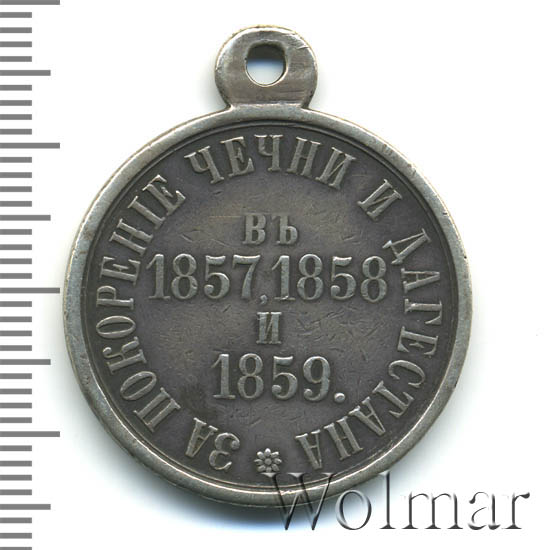 ЗА ПОКОРЕНІЕ ЧЕЧНИ И ДАГЕСТАНА
ВЪ
1857, 1858
И
1859.
Wolmar